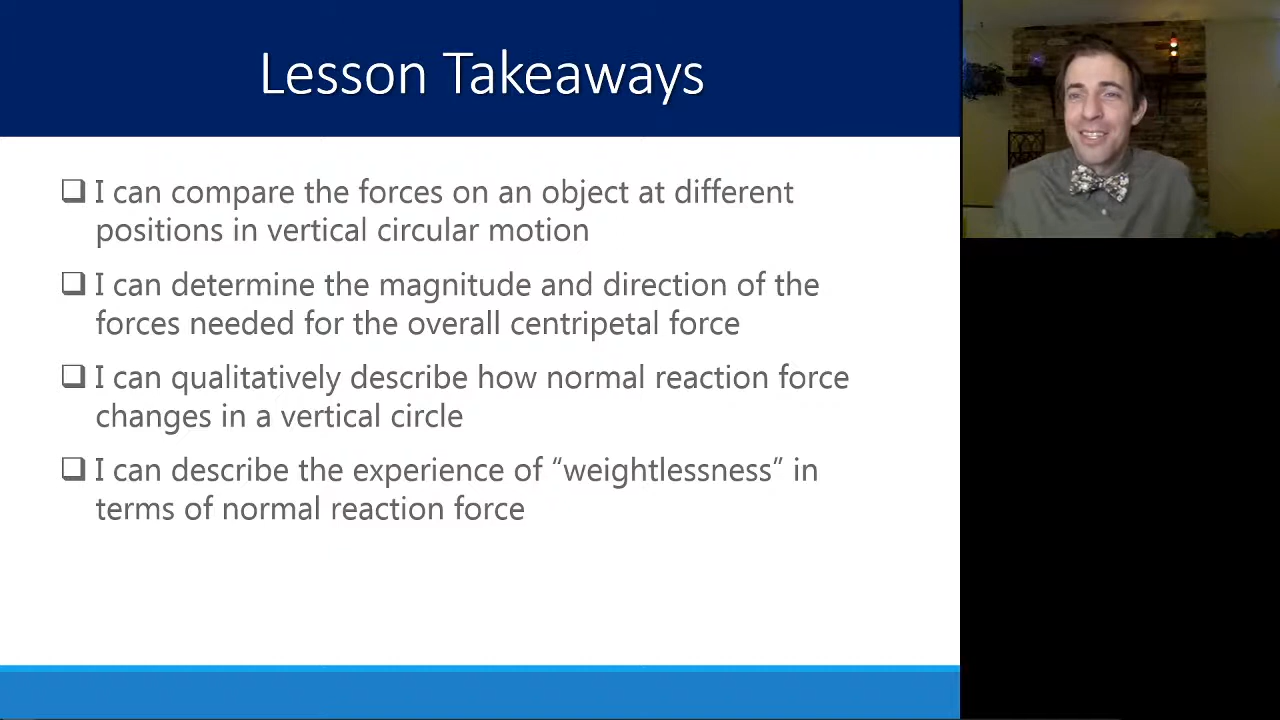 Lesson Takeaways
I can compare the forces on an object at different
positions in vertical circular motion
I can determine the magnitude and direction of the
forces needed for the overall centripetal force
I can qualitatively describe how normal reaction force
changes in a vertical circle
I can describe the experience of “weightlessness” in
terms of normal reaction force